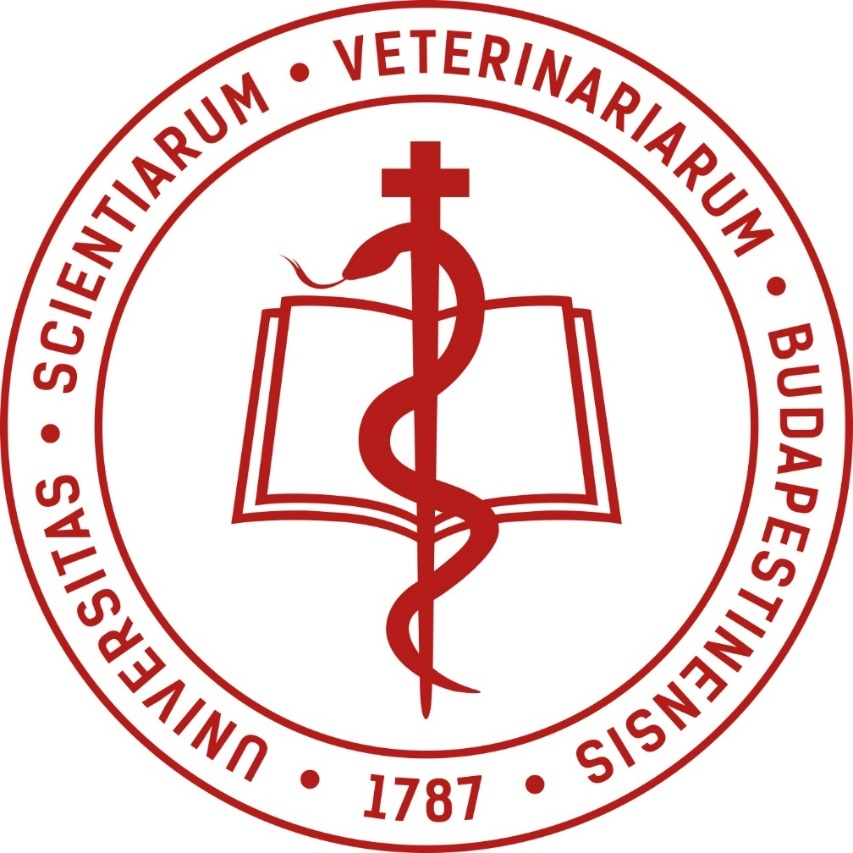 UNIVERSITAS • SCIENTIARUM • VETERINARIARUM • BUDAPESTINENSIS • 1787 •